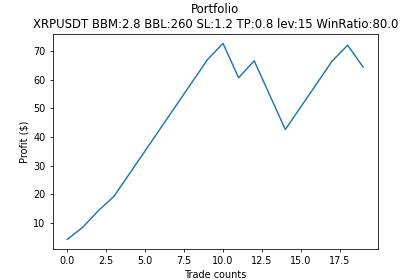 Portfolio
XRPUSDT BBM:2.8 BBL:260 SL:1.2 TP:0.8 lev:15 WinRatio:80.0
70
60
50
40
30
20
10
Profit ($)
0.0 2.5 5.0 7.5 10.0 12.5 15.0 17.5
Trade counts